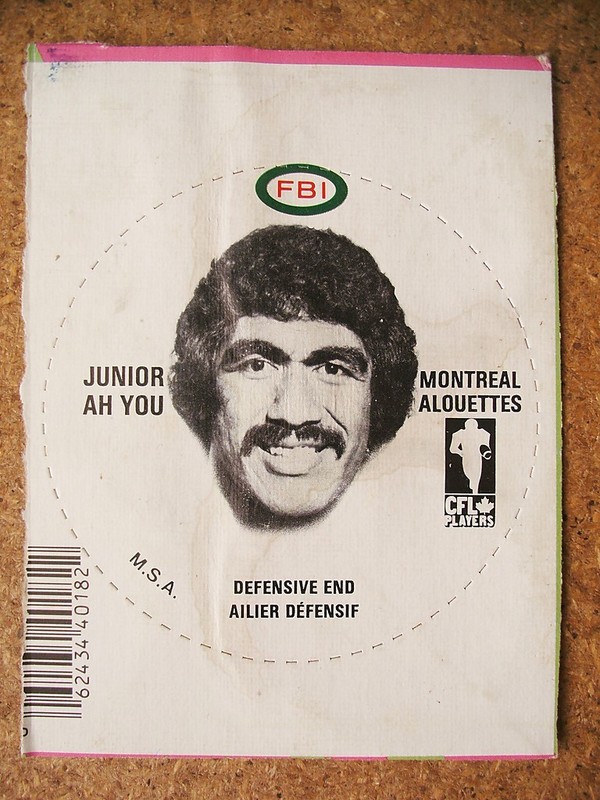 FBI
JUNIOR
AH YOU
MONTREAL
ALOUETTES
CFL
PLAYERS
M.S.A.
DEFENSIVE END
AILIER DÉFENSIF
62434 40182